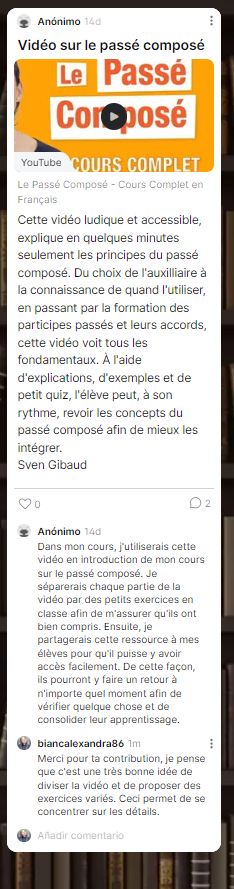 Anónimo 14d
Vidéo sur le passé composé
Le Passé
Composé
COURS COMPLET
YouTube
Le Passé Composé - Cours Complet en
Français
Cette vidéo ludique et accessible,
explique en quelques minutes
seulement les principes du passé
composé. Du choix de l'auxilliaire à
la connaissance de quand l'utiliser,
en passant par la formation des
participes passés et leurs accords,
cette vidéo voit tous les
fondamentaux. À l'aide
d'explications, d'exemples et de
petit quiz, l'élève peut, à son
rythme, revoir les concepts du
passé composé afin de mieux les
intégrer.
Sven Gibaud
0
2
Anónimo 14d
Dans mon cours, j'utiliserais cette
vidéo en introduction de mon cours
sur le passé composé. Je
séparerais chaque partie de la
vidéo par des petits exercices en
classe afin de m'assurer qu'ils ont
bien compris. Ensuite, je
partagerais cette ressource à mes
élèves pour qu'il puisse y avoir
accès facilement. De cette façon,
ils pourront y faire un retour à
n'importe quel moment afin de
vérifier quelque chose et de
consolider leur apprentissage.
biancalexandra86 1m
Merci pour ta contribution, je pense
que c'est une très bonne idée de
diviser la vidéo et de proposer des
exercices variés. Ceci permet de se
concentrer sur les détails.
Añadir comentario